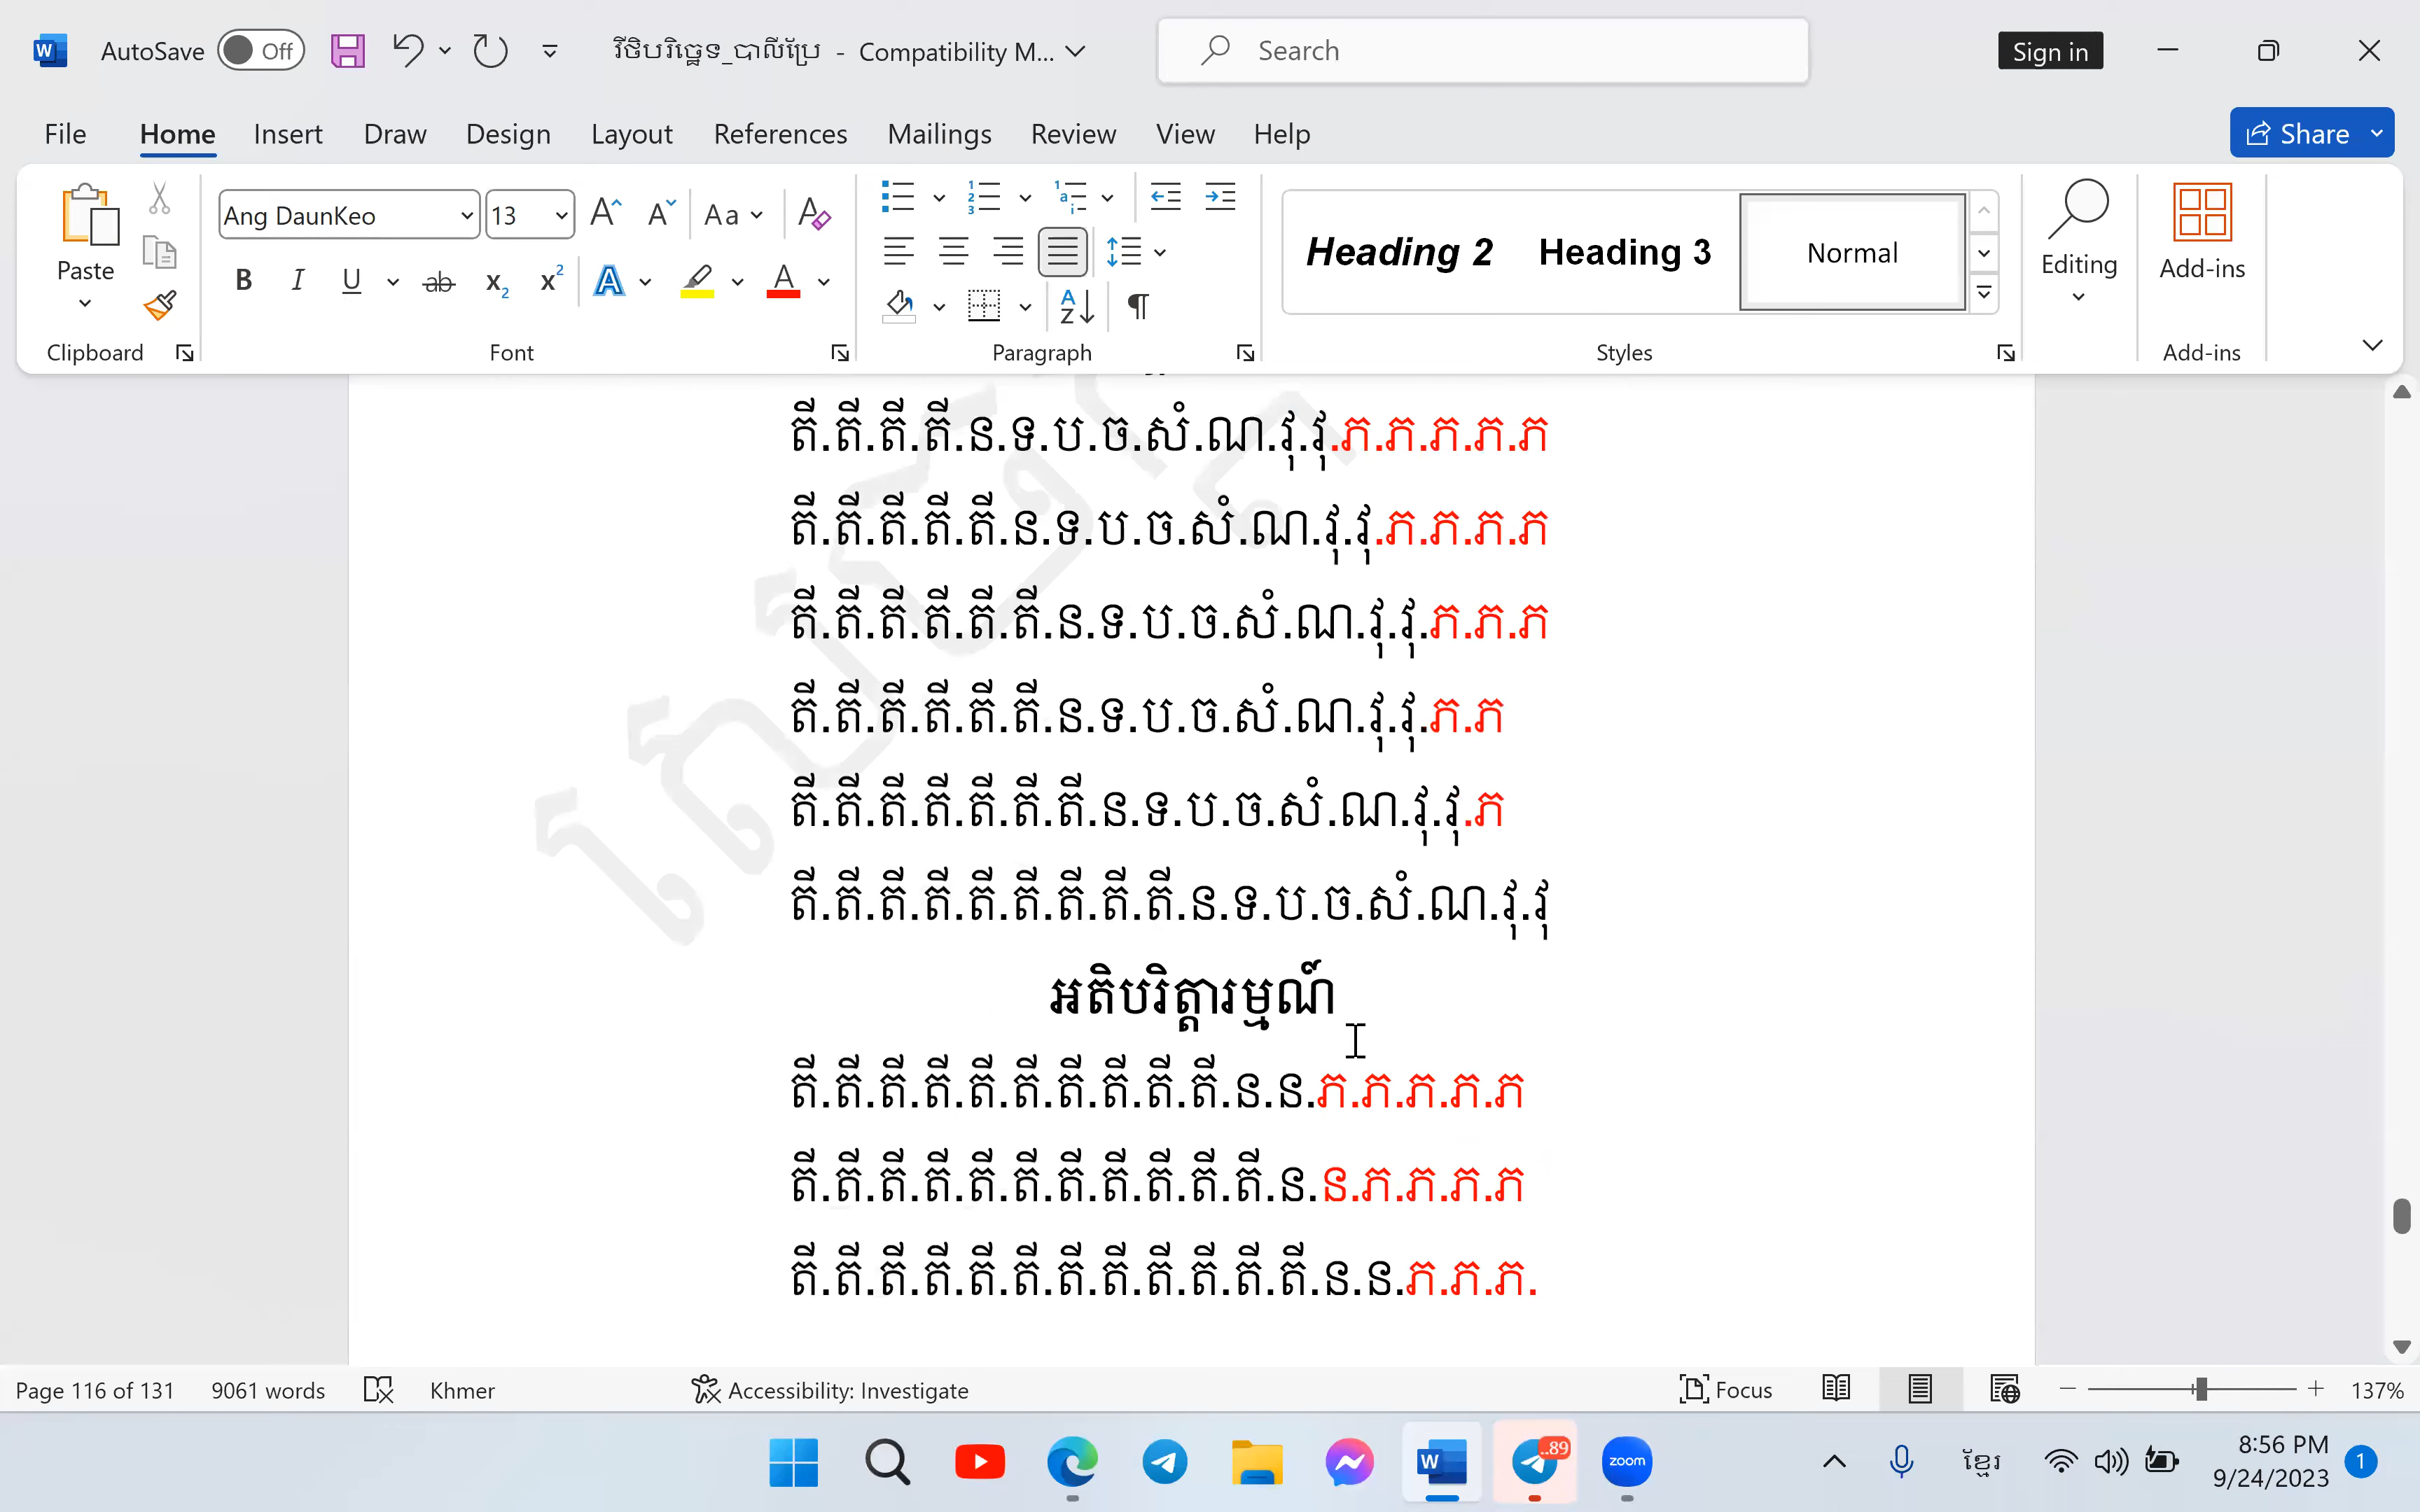 AutoSave Off វីថិបរិច្ឆេទ_បាលីប្រែ - Compatibility M... Search Sign in
File Home Insert Draw Design Layout References Mailings Review View Help Share
Paste Ang DaunKeo 13 Heading 2 Heading 3 Normal Editing Add-ins
Clipboard Font Paragraph Styles Add-ins
តី.តី.តី.តី.ន.ទ.ប.ច.សំ.ណ.វុ.វុ.ភ.ភ.ភ.ភ.ភ
តី.តី.តី.តី.តី.ន.ទ.ប.ច.សំ.ណ.វុ.វុ.ភ.ភ.ភ.ភ
តី.តី.តី.តី.តី.តី.ន.ទ.ប.ច.សំ.ណ.វុ.វុ.ភ.ភ.ភ
តី.តី.តី.តី.តី.តី.ន.ទ.ប.ច.សំ.ណ.វុ.វុ.ភ.ភ
តី.តី.តី.តី.តី.តី.តី.ន.ទ.ប.ច.សំ.ណ.វុ.វុ.ភ
តី.តី.តី.តី.តី.តី.តី.តី.តី.ន.ទ.ប.ច.សំ.ណ.វុ.វុ
អតិបរិត្តារម្មណ៍
តី.តី.តី.តី.តី.តី.តី.តី.តី.តី.ន.ន.ភ.ភ.ភ.ភ.ភ
តី.តី.តី.តី.តី.តី.តី.តី.តី.តី.តី.ន.ន.ភ.ភ.ភ.ភ
តី.តី.តី.តី.តី.តី.តី.តី.តី.តី.តី.តី.ន.ន.ភ.ភ.ភ.
Page 116 of 131 9061 words Khmer Accessibility: Investigate Focus 137%
..89 zoom ខ្មែរ 8:56 PM
9/24/2023 1